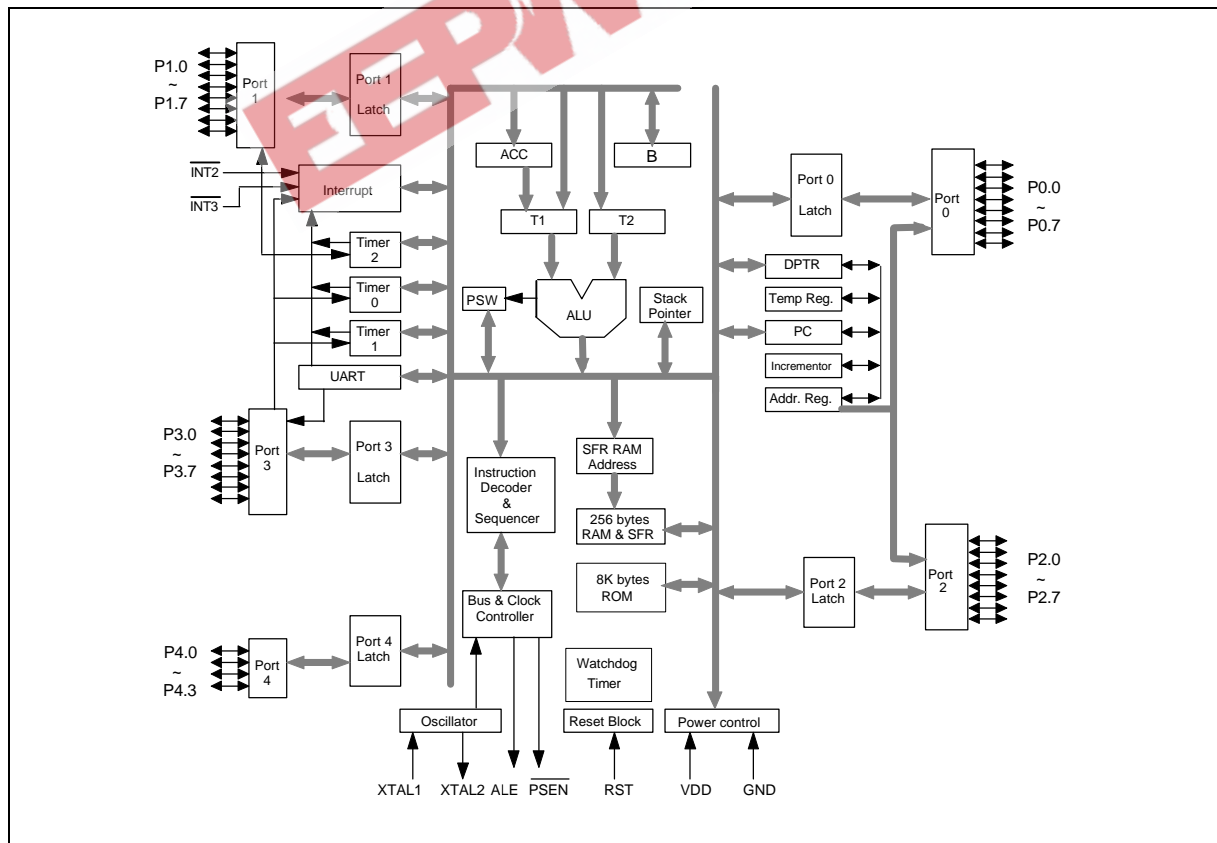 EEPW
P1.0
~
P1.7
Port
1
Port
1
Latch
INT2
INT3
Interrupt
Timer
2
Timer
0
Timer
1
UART
P3.0
~
P3.7
Port
3
Port 3
Latch
P4.0
~
P4.3
Port
4
Port 4
Latch
ACC
B
T1
T2
PSW
ALU
Stack
Pointer
Instruction
Decoder
&
Sequencer
SFR RAM
Address
256 bytes
RAM & SFR
8K bytes
ROM
Bus & Clock
Controller
Watchdog
Timer
Oscillator
Reset Block
Power control
XTAL1
XTAL2
ALE
PSEN
RST
VDD
GND
Port 0
Latch
Port
0
P0.0
~
P0.7
DPTR
Temp Reg.
PC
Incrementor
Addr. Reg.
Port 2
Latch
Port
2
P2.0
~
P2.7